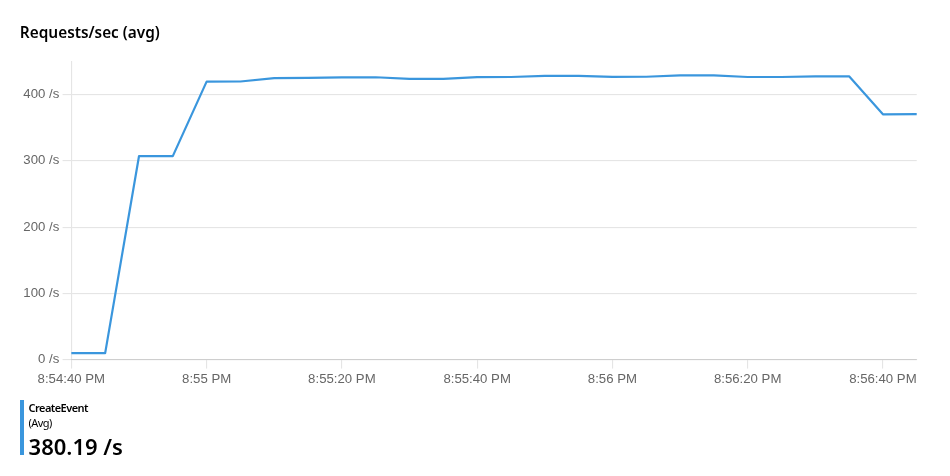 Requests/sec (avg)
400 /s
300 /s
200 /s
100 /s
0 /s
8:54:40 PM 8:55 PM 8:55:20 PM 8:55:40 PM 8:56 PM 8:56:20 PM 8:56:40 PM
CreateEvent
(Avg)
380.19 /s